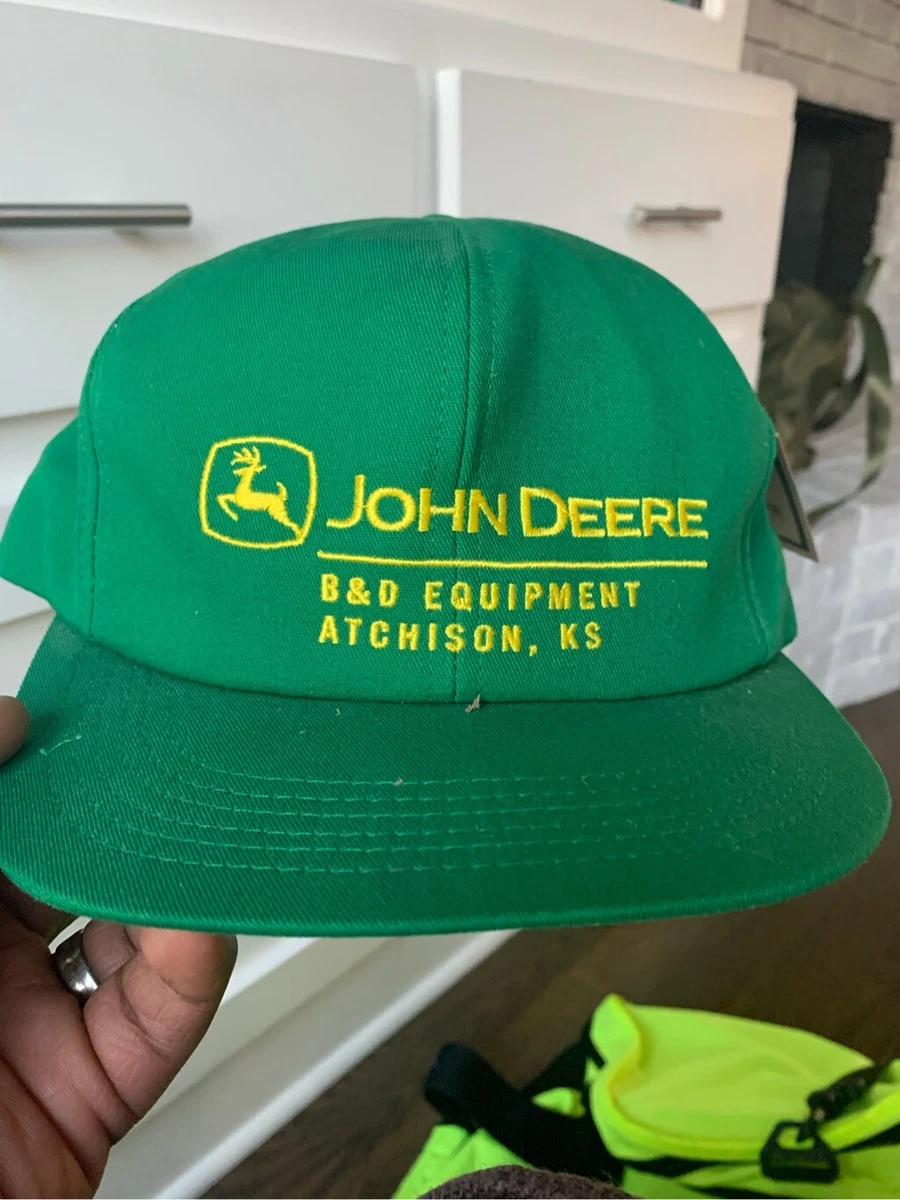 JOHN DEERE
B&D EQUIPMENT
ATCHISON, KS